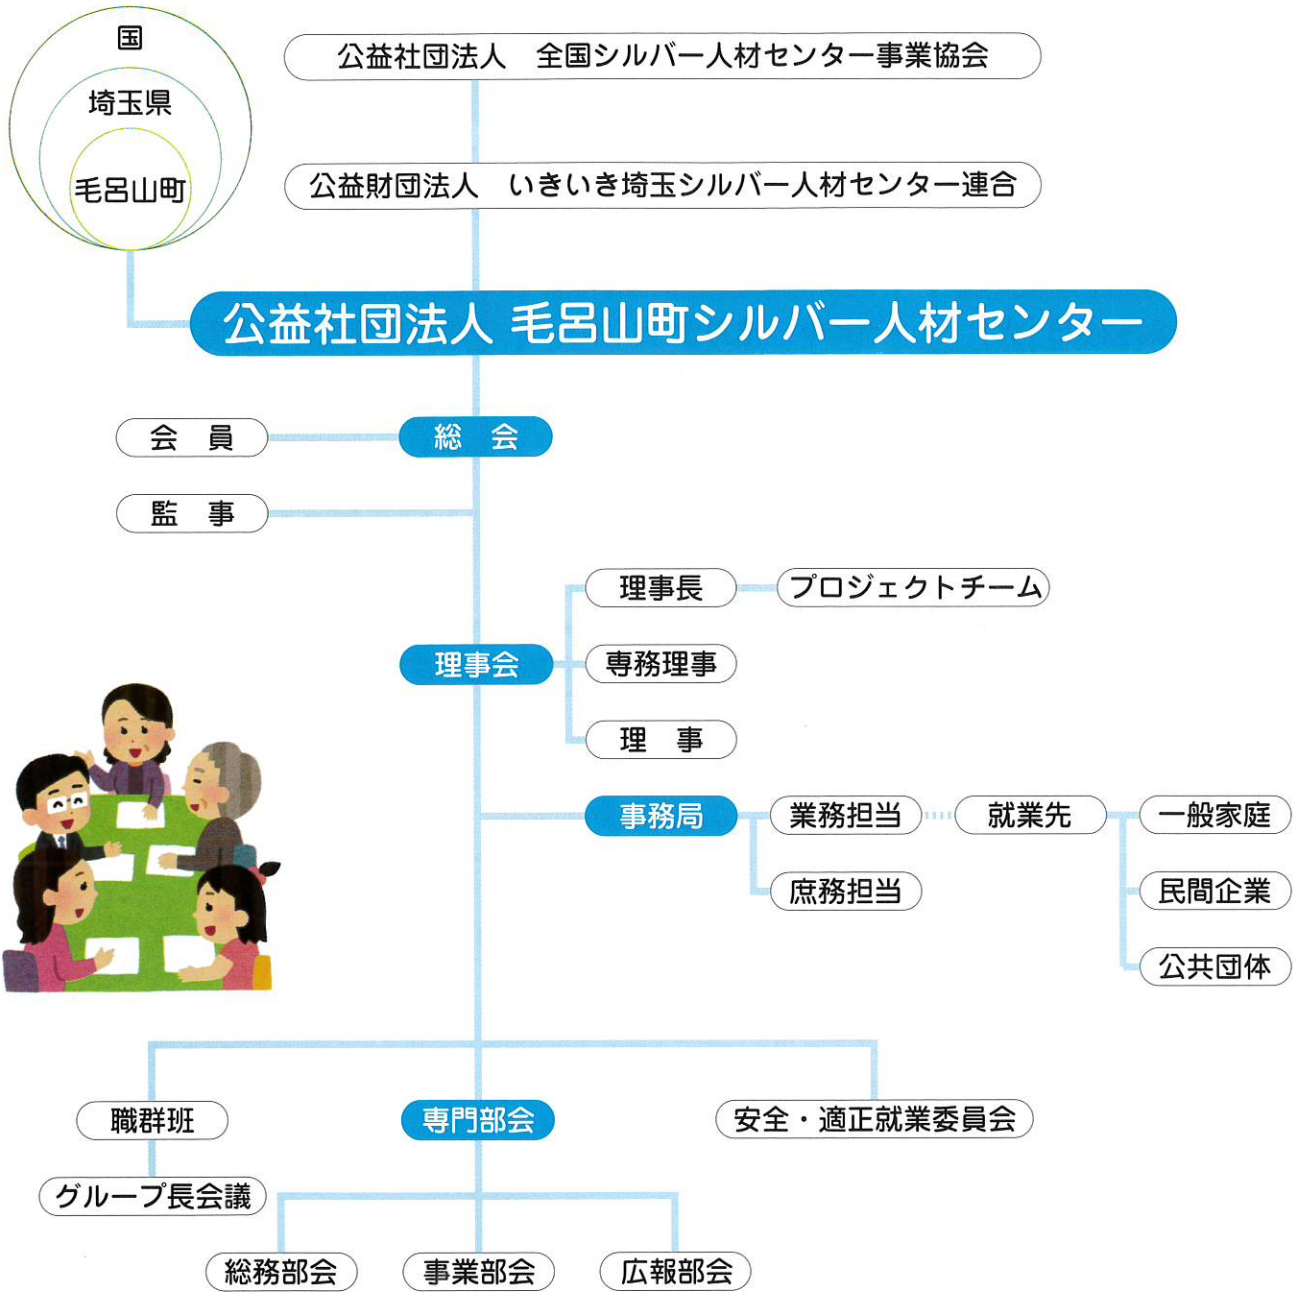 国
埼玉県
毛呂山町
公益社団法人　全国シルバー人材センター事業協会
公益財団法人　いきいき埼玉シルバー人材センター連合
公益社団法人 毛呂山町シルバー人材センター
会　員
総　会
監　事
理事長
プロジェクトチーム
理事会
専務理事
理　事
事務局
業務担当
就業先
一般家庭
庶務担当
民間企業
公共団体
職群班
専門部会
安全・適正就業委員会
グループ長会議
総務部会
事業部会
広報部会